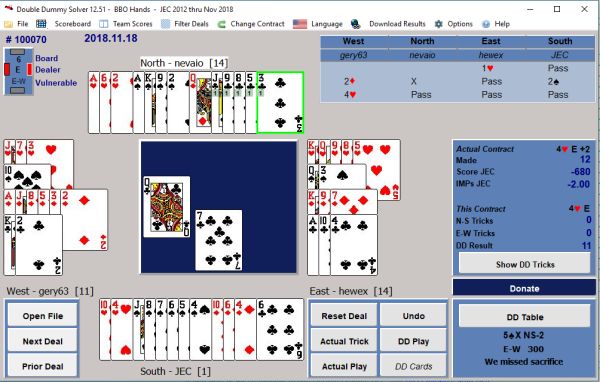 Double Dummy Solver 12.51 - BBO Hands - JEC 2012 thru Nov 2018
File Scoreboard Team Scores Filter Deals Change Contract Language Download Results Options Help
# 100070 2018.11.18
6 Board
E Dealer
E-W Vulnerable
North - nevaio [14]
West North East South
gery63 nevaio hewex JEC
1♥ Pass
2♦ X Pass 2♠
4♥ Pass Pass Pass
Actual Contract 4♥ E +2
Made 12
Score JEC -680
IMPs JEC -2.00
This Contract 4♥ E
N-S Tricks 0
E-W Tricks 0
DD Result 11
Show DD Tricks
Donate
West - gery63 [11]
East - hewex [14]
Open File
Next Deal
Prior Deal
South - JEC [1]
Reset Deal Undo
Actual Trick DD Play
Actual Play DD Cards
DD Table
5♠X NS-2
E-W 300
We missed sacrifice